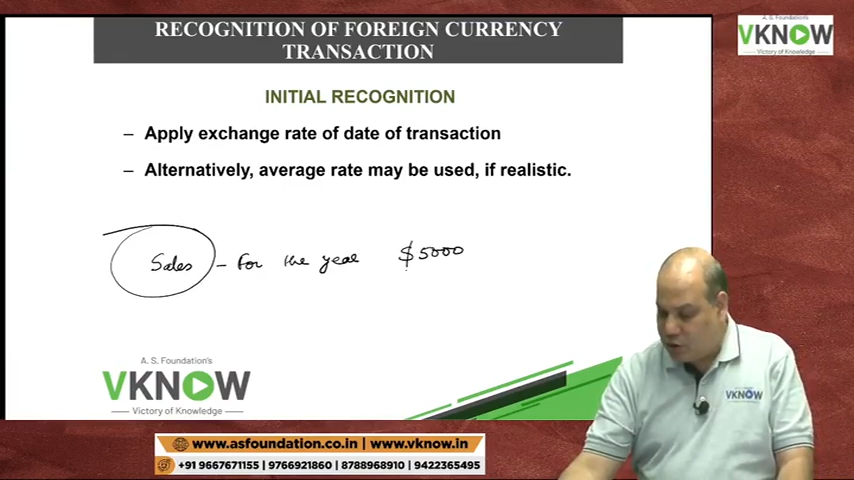 RECOGNITION OF FOREIGN CURRENCY
TRANSACTION
A. S. Foundation's
VKNOW
Victory of Knowledge
INITIAL RECOGNITION
– Apply exchange rate of date of transaction
– Alternatively, average rate may be used, if realistic.
Sales – for the year $5000
A. S. Foundation's
VKNOW
– Victory of Knowledge –
VKNOW
www.asfoundation.co.in | www.vknow.in
+91 9667671155 | 9766921860 | 8788968910 | 9422365495